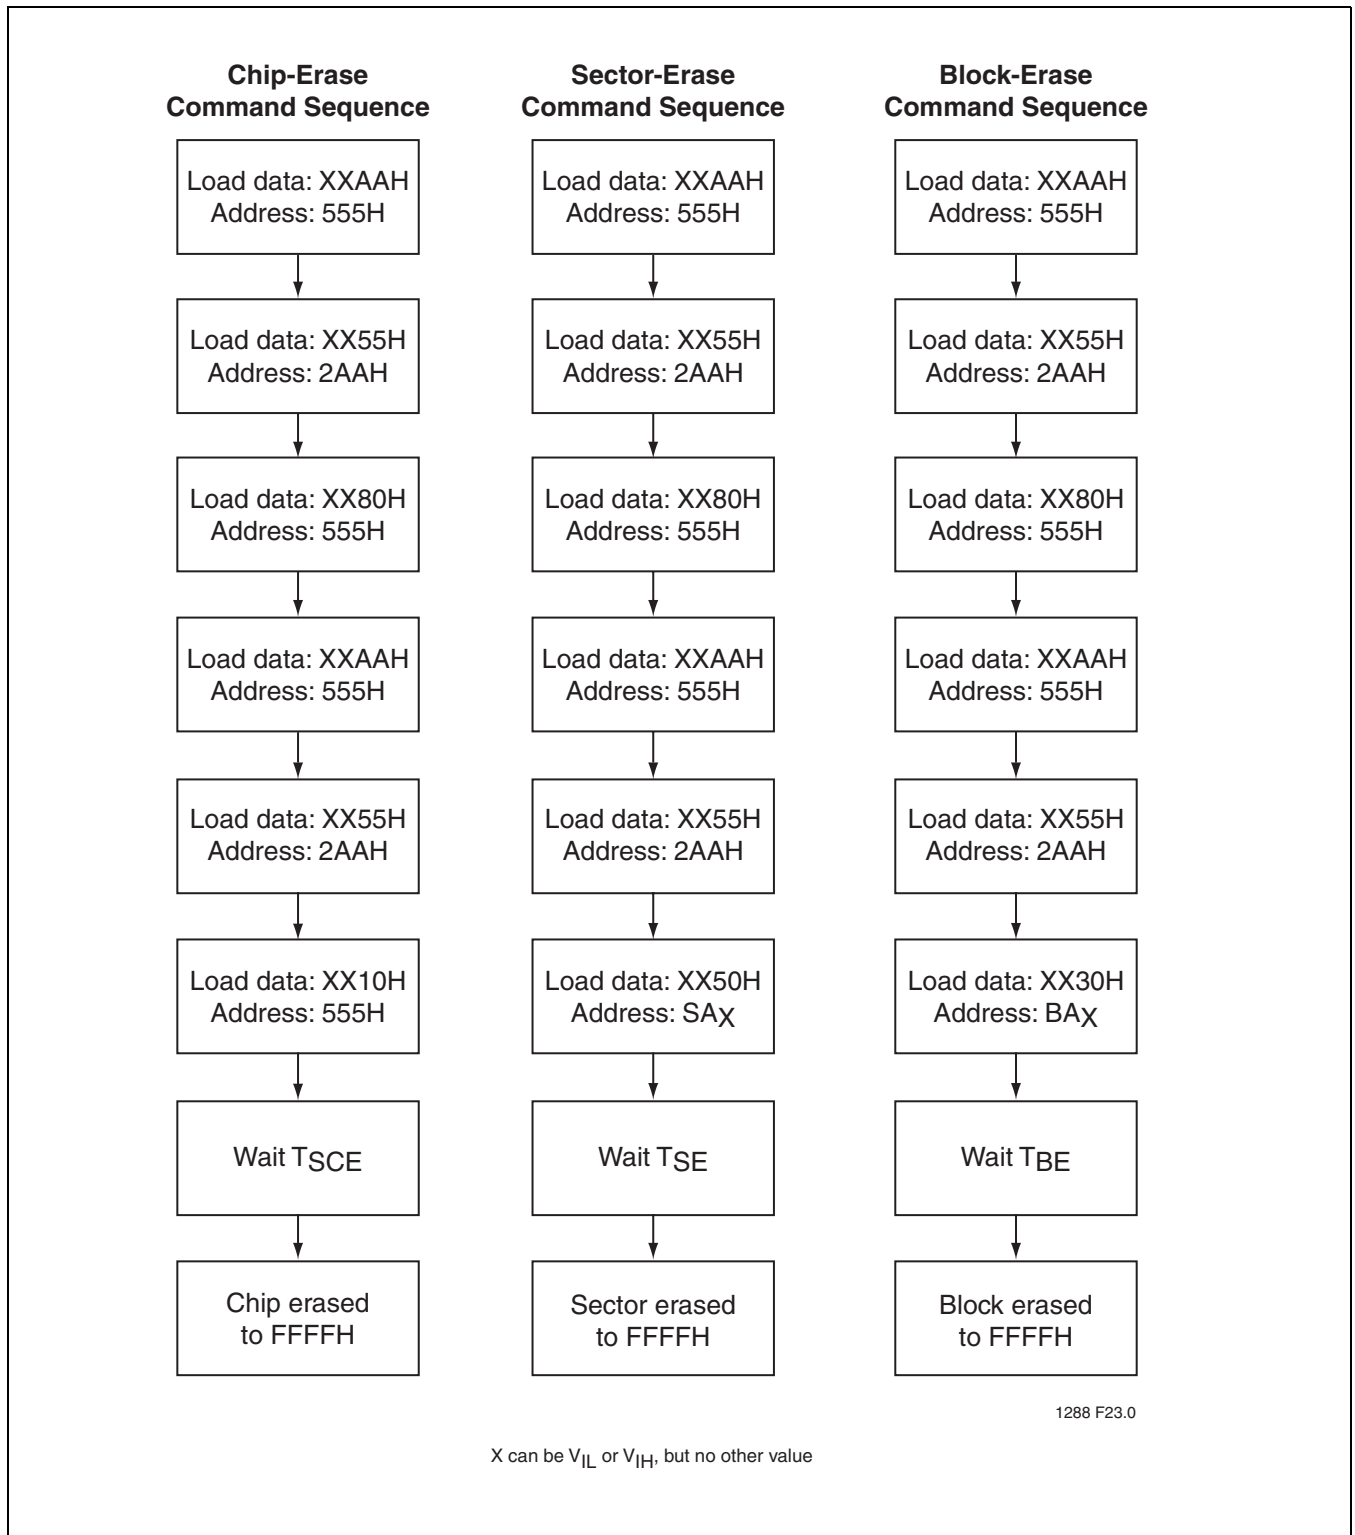 Chip-Erase
Command Sequence
Load data: XXAAH
Address: 555H
Load data: XX55H
Address: 2AAH
Load data: XX80H
Address: 555H
Load data: XXAAH
Address: 555H
Load data: XX55H
Address: 2AAH
Load data: XX10H
Address: 555H
Wait TSCE
Chip erased
to FFFFH
Sector-Erase
Command Sequence
Load data: XXAAH
Address: 555H
Load data: XX55H
Address: 2AAH
Load data: XX80H
Address: 555H
Load data: XXAAH
Address: 555H
Load data: XX55H
Address: 2AAH
Load data: XX50H
Address: SAX
Wait TSE
Sector erased
to FFFFH
Block-Erase
Command Sequence
Load data: XXAAH
Address: 555H
Load data: XX55H
Address: 2AAH
Load data: XX80H
Address: 555H
Load data: XXAAH
Address: 555H
Load data: XX55H
Address: 2AAH
Load data: XX30H
Address: BAX
Wait TBE
Block erased
to FFFFH
1288 F23.0
X can be VIL or VIH, but no other value